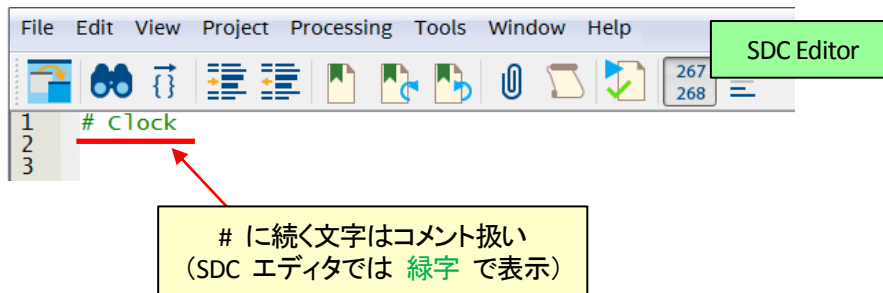 File Edit View Project Processing Tools Window Help
SDC Editor
267
268
1 # Clock
2
3
# に続く文字はコメント扱い
（SDC エディタでは 緑字 で表示）